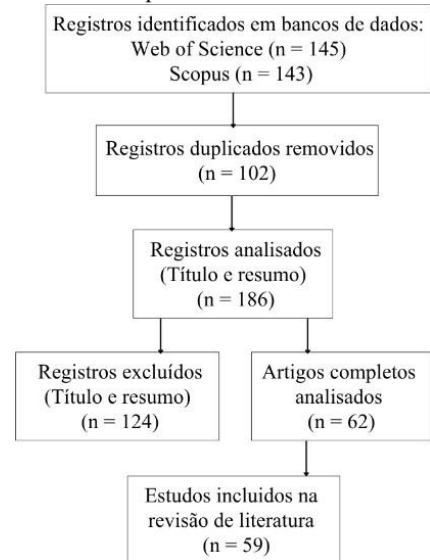 Registros identificados em bancos de dados:
Web of Science (n = 145)
Scopus (n = 143)
Registros duplicados removidos
(n = 102)
Registros analisados
(Título e resumo)
(n = 186)
Registros excluídos
(Título e resumo)
(n = 124)
Artigos completos
analisados
(n = 62)
Estudos incluidos na
revisão de literatura
(n = 59)